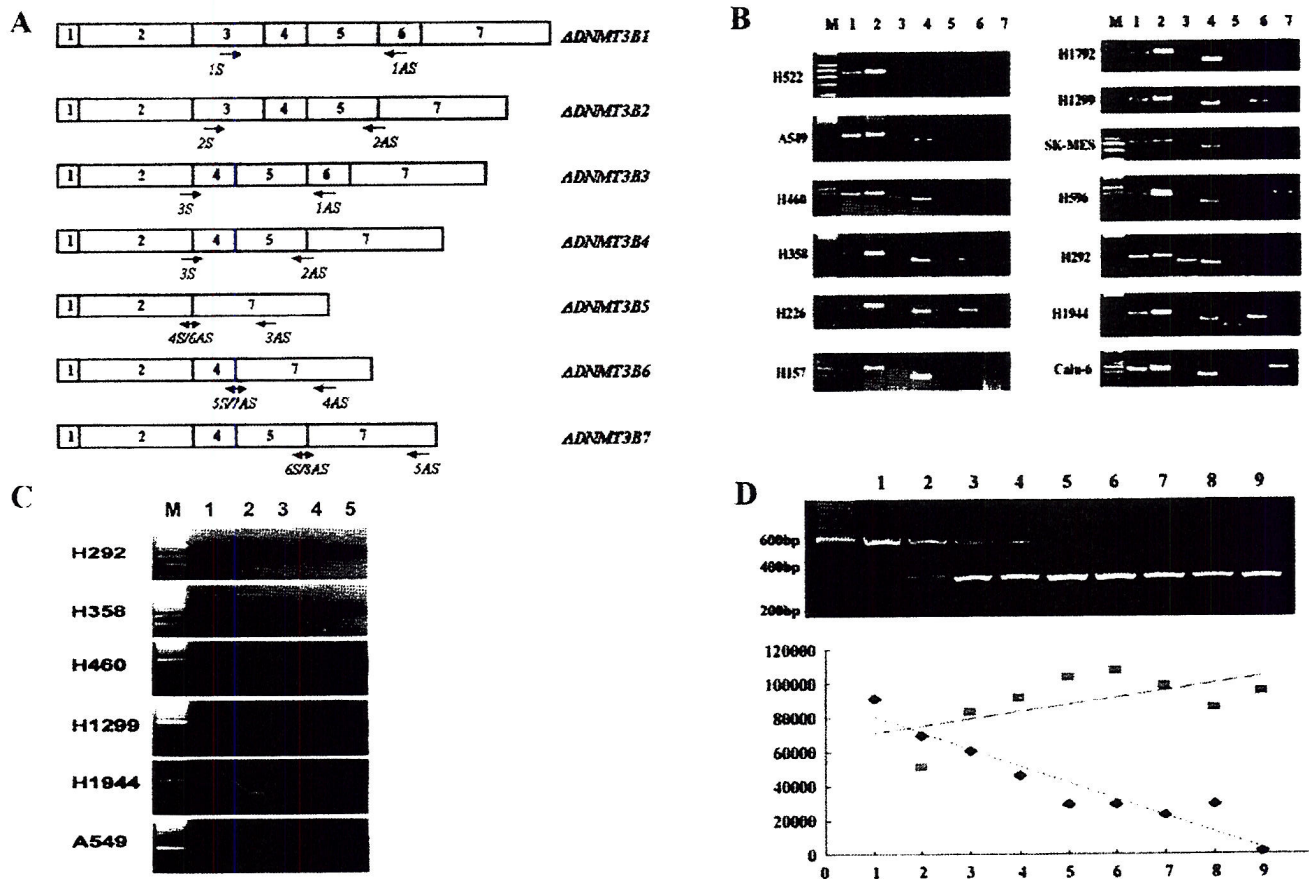 A
1 2 3 4 5 6 7 ΔDNMT3B1
1S 1AS
1 2 3 4 5 7 ΔDNMT3B2
2S 2AS
1 2 4 5 6 7 ΔDNMT3B3
3S 1AS
1 2 4 5 7 ΔDNMT3B4
3S 2AS
1 2 7 ΔDNMT3B5
4S/6AS 3AS
1 2 4 7 ΔDNMT3B6
5S/7AS 4AS
1 2 4 5 7 ΔDNMT3B7
6S/8AS 5AS
B
M 1 2 3 4 5 6 7
H522
A549
H460
H358
H226
H157
M 1 2 3 4 5 6 7
H1792
H1299
SK-MES
H596
H292
H1944
Calu-6
C
M 1 2 3 4 5
H292
H358
H460
H1299
H1944
A549
D
1 2 3 4 5 6 7 8 9
600bp
400bp
200bp
120000
100000
80000
60000
40000
20000
0
0 1 2 3 4 5 6 7 8 9